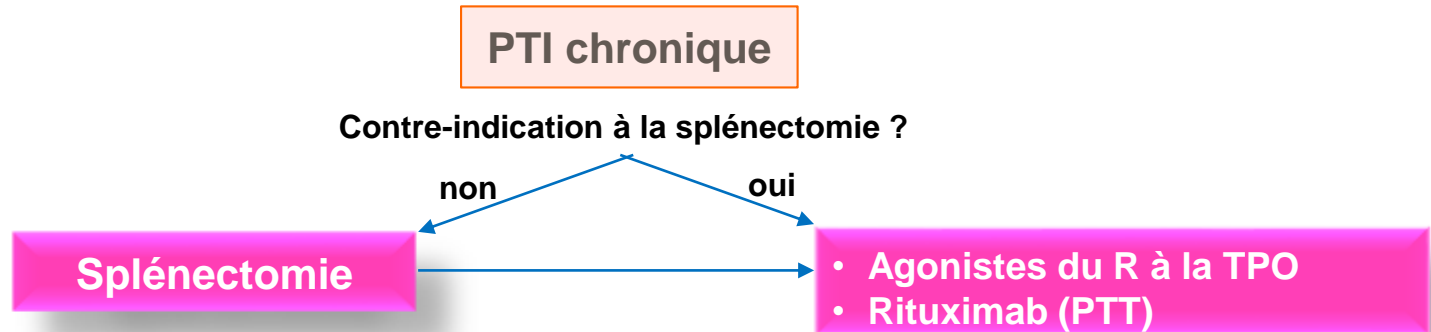 PTI chronique
Contre-indication à la splénectomie ?
non
oui
Splénectomie
• Agonistes du R à la TPO
• Rituximab (PTT)